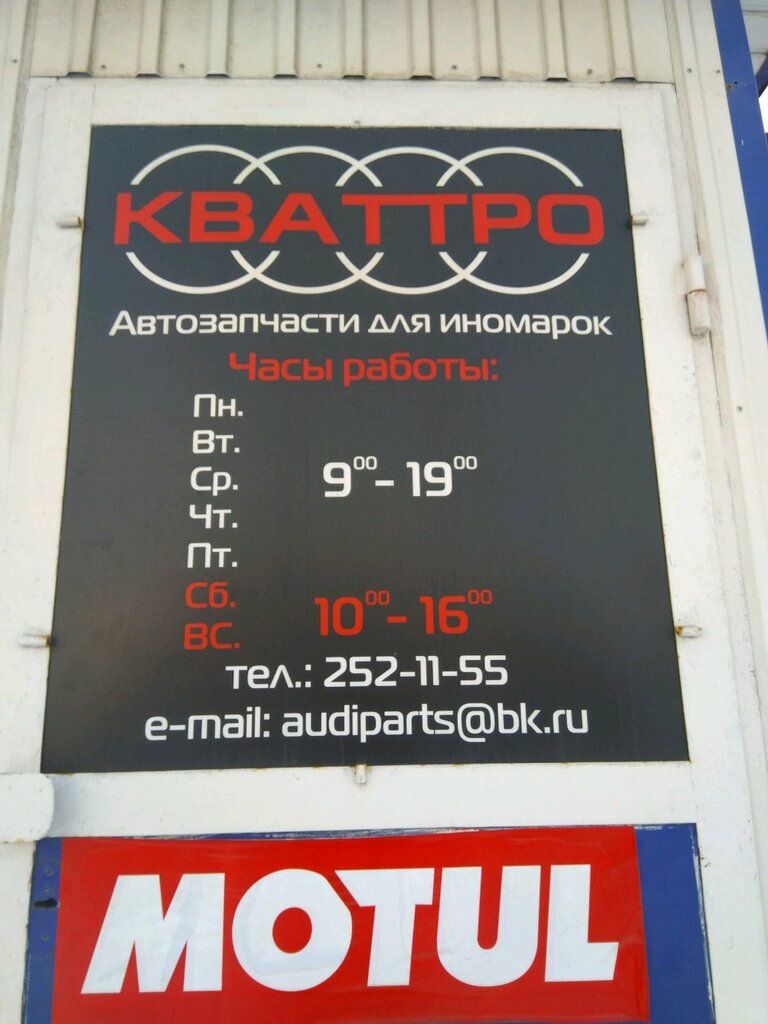 КВАТТРО
Автозапчасти для иномарок
Часы работы:
Пн.
Вт.
Ср. 9⁰⁰ - 19⁰⁰
Чт.
Пт.
Сб. 10⁰⁰ - 16⁰⁰
ВС.
тел.: 252-11-55
e-mail: audiparts@bk.ru
MOTUL